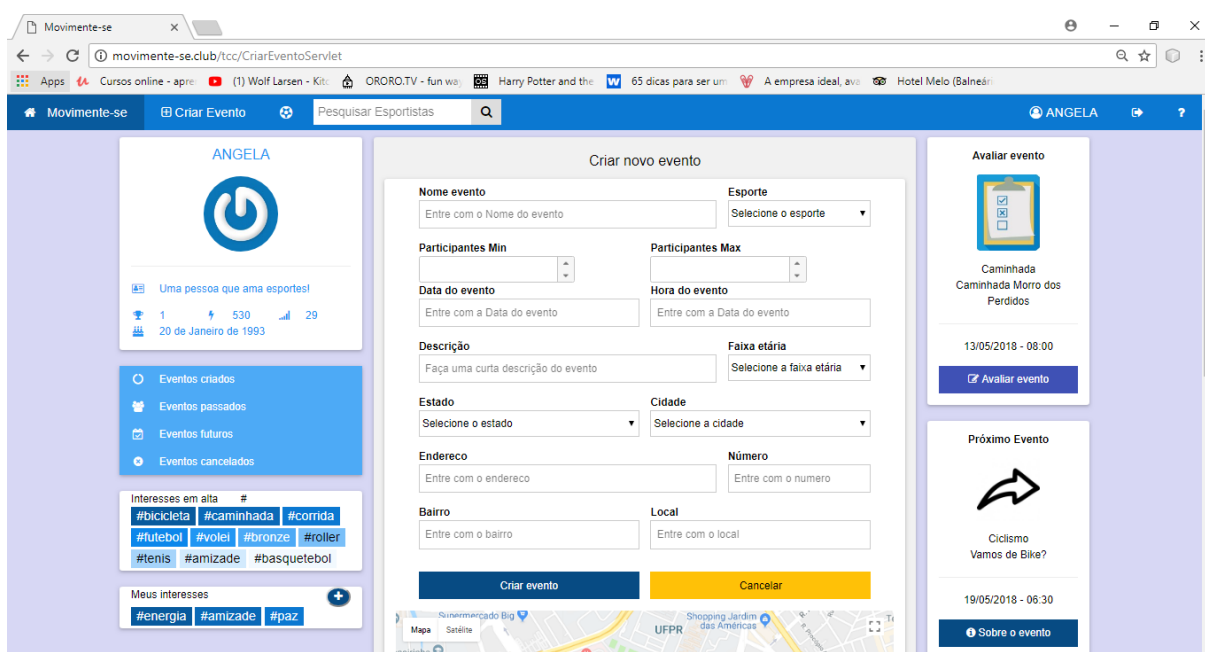 Movimente-se
movimente-se.club/tcc/CriarEventoServlet
Apps Cursos online - apre (1) Wolf Larsen - Kit ORORO.TV - fun way Harry Potter and the 65 dicas para ser um A empresa ideal, ava Hotel Melo (Balneár
Movimente-se Criar Evento Pesquisar Esportistas ANGELA ?
ANGELA
Uma pessoa que ama esportes!
1 530 29
20 de Janeiro de 1993
Eventos criados
Eventos passados
Eventos futuros
Eventos cancelados
Interesses em alta #
#bicicleta #caminhada #corrida
#futebol #volei #bronze #roller
#tenis #amizade #basquetebol
Meus interesses
#energia #amizade #paz
Criar novo evento
Nome evento Esporte
Entre com o Nome do evento Selecione o esporte
Participantes Min Participantes Max
Data do evento Hora do evento
Entre com a Data do evento Entre com a Data do evento
Descrição Faixa etária
Faça uma curta descrição do evento Selecione a faixa etária
Estado Cidade
Selecione o estado Selecione a cidade
Endereco Número
Entre com o endereco Entre com o numero
Bairro Local
Entre com o bairro Entre com o local
Criar evento Cancelar
Supermercado Big
Mapa Satélite
UFPR
Shopping Jardim
das Américas
Avaliar evento
Caminhada
Caminhada Morro dos
Perdidos
13/05/2018 - 08:00
Avaliar evento
Próximo Evento
Ciclismo
Vamos de Bike?
19/05/2018 - 06:30
Sobre o evento